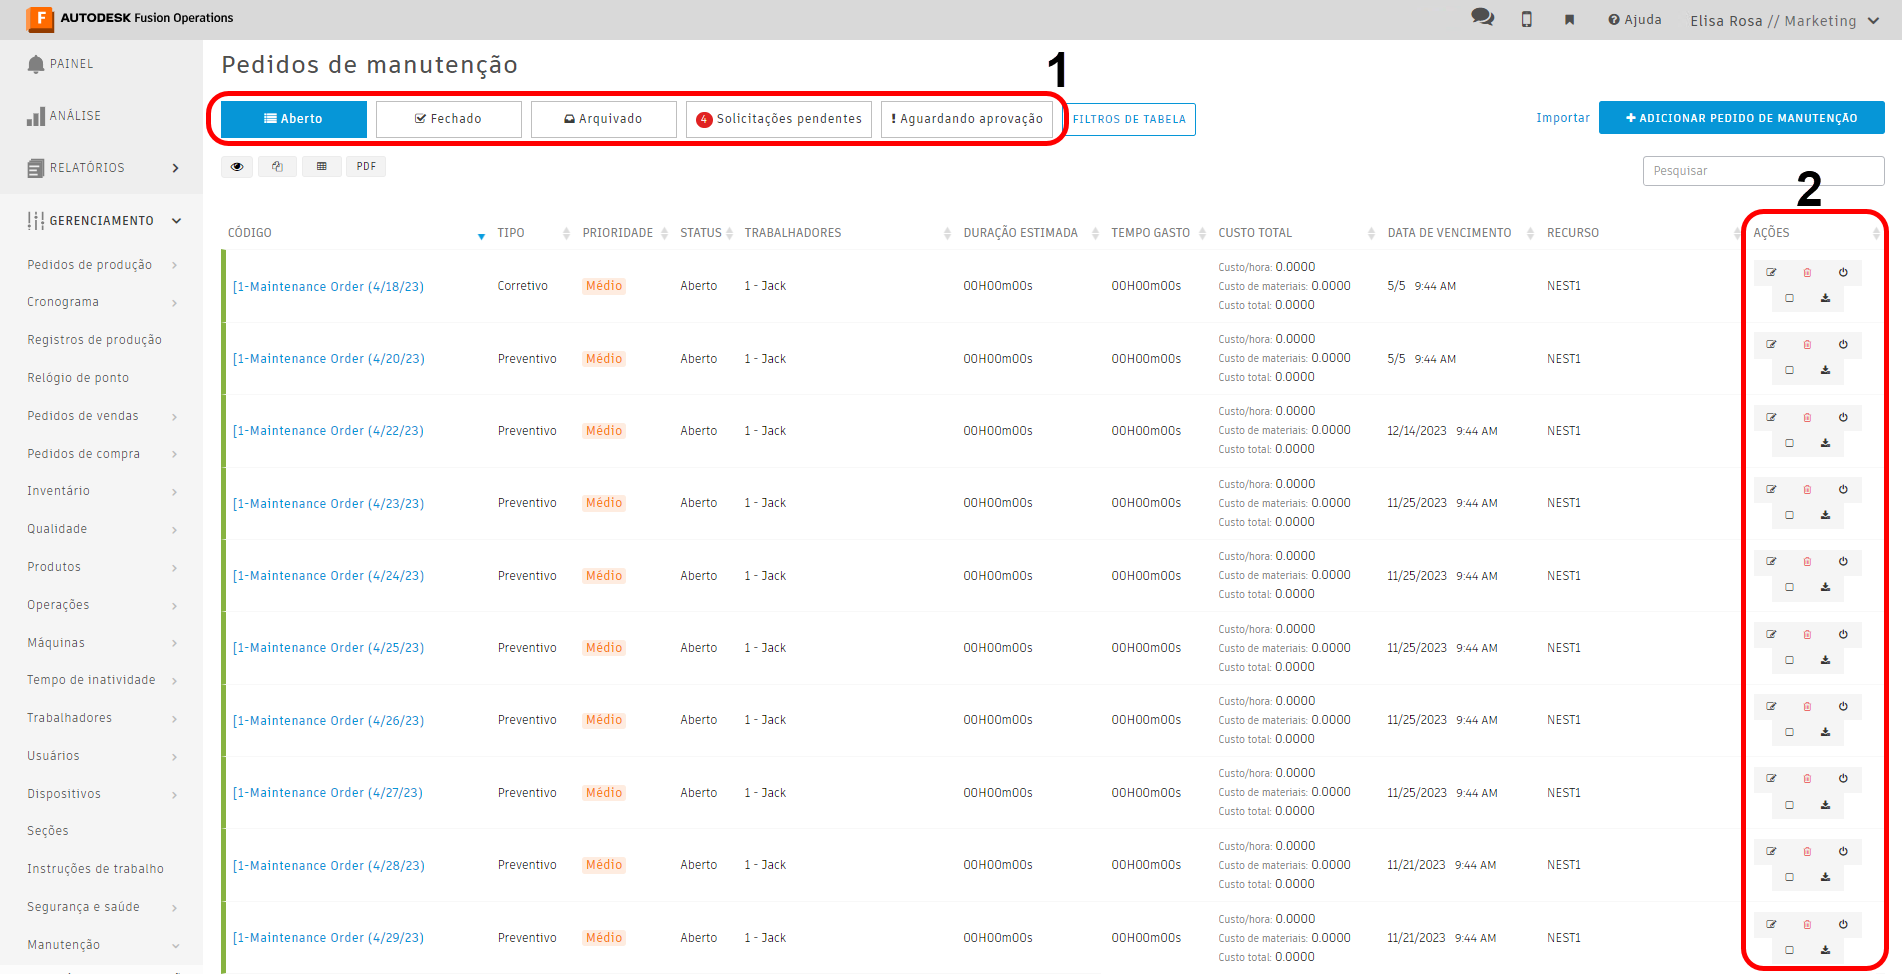 F AUTODESK Fusion Operations
Ajuda
Elisa Rosa // Marketing
PAINEL
ANÁLISE
RELATÓRIOS
GERENCIAMENTO
Pedidos de produção
Cronograma
Registros de produção
Relógio de ponto
Pedidos de vendas
Pedidos de compra
Inventário
Qualidade
Produtos
Operações
Máquinas
Tempo de inatividade
Trabalhadores
Usuários
Dispositivos
Seções
Instruções de trabalho
Segurança e saúde
Manutenção
Pedidos de manutenção
1
Aberto
Fechado
Arquivado
4 Solicitações pendentes
! Aguardando aprovação
FILTROS DE TABELA
Importar
+ ADICIONAR PEDIDO DE MANUTENÇÃO
PDF
Pesquisar
2
CÓDIGO TIPO PRIORIDADE STATUS TRABALHADORES DURAÇÃO ESTIMADA TEMPO GASTO CUSTO TOTAL DATA DE VENCIMENTO RECURSO AÇÕES
Custo/hora: 0.0000
[1-Maintenance Order (4/18/23) Corretivo Médio Aberto 1 - Jack 00H00m00s 00H00m00s Custo de materiais: 0.0000 5/5 9:44 AM NEST1
Custo total: 0.0000
Custo/hora: 0.0000
[1-Maintenance Order (4/20/23) Preventivo Médio Aberto 1 - Jack 00H00m00s 00H00m00s Custo de materiais: 0.0000 5/5 9:44 AM NEST1
Custo total: 0.0000
Custo/hora: 0.0000
[1-Maintenance Order (4/22/23) Preventivo Médio Aberto 1 - Jack 00H00m00s 00H00m00s Custo de materiais: 0.0000 12/14/2023 9:44 AM NEST1
Custo total: 0.0000
Custo/hora: 0.0000
[1-Maintenance Order (4/23/23) Preventivo Médio Aberto 1 - Jack 00H00m00s 00H00m00s Custo de materiais: 0.0000 11/25/2023 9:44 AM NEST1
Custo total: 0.0000
Custo/hora: 0.0000
[1-Maintenance Order (4/24/23) Preventivo Médio Aberto 1 - Jack 00H00m00s 00H00m00s Custo de materiais: 0.0000 11/25/2023 9:44 AM NEST1
Custo total: 0.0000
Custo/hora: 0.0000
[1-Maintenance Order (4/25/23) Preventivo Médio Aberto 1 - Jack 00H00m00s 00H00m00s Custo de materiais: 0.0000 11/25/2023 9:44 AM NEST1
Custo total: 0.0000
Custo/hora: 0.0000
[1-Maintenance Order (4/26/23) Preventivo Médio Aberto 1 - Jack 00H00m00s 00H00m00s Custo de materiais: 0.0000 11/25/2023 9:44 AM NEST1
Custo total: 0.0000
Custo/hora: 0.0000
[1-Maintenance Order (4/27/23) Preventivo Médio Aberto 1 - Jack 00H00m00s 00H00m00s Custo de materiais: 0.0000 11/25/2023 9:44 AM NEST1
Custo total: 0.0000
Custo/hora: 0.0000
[1-Maintenance Order (4/28/23) Preventivo Médio Aberto 1 - Jack 00H00m00s 00H00m00s Custo de materiais: 0.0000 11/21/2023 9:44 AM NEST1
Custo total: 0.0000
Custo/hora: 0.0000
[1-Maintenance Order (4/29/23) Preventivo Médio Aberto 1 - Jack 00H00m00s 00H00m00s Custo de materiais: 0.0000 11/21/2023 9:44 AM NEST1
Custo total: 0.0000